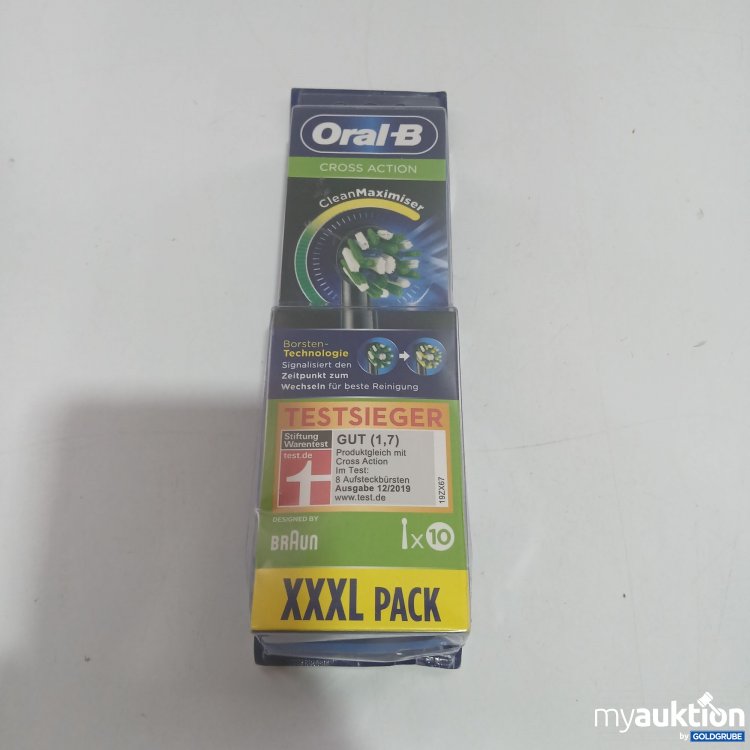 Oral-B
CROSS ACTION
CleanMaximiser
Borsten-
Technologie
Signalisiert den
Zeitpunkt zum
Wechseln für beste Reinigung
TESTSIEGER
Stiftung
Warentest
test.de
GUT (1,7)
Produktgleich mit
Cross Action
Im Test:
8 Aufsteckbürsten
Ausgabe 12/2019
www.test.de
19ZX67
DESIGNED BY
BRAUN
x 10
XXXL PACK
myauktion
by GOLDGRUBE